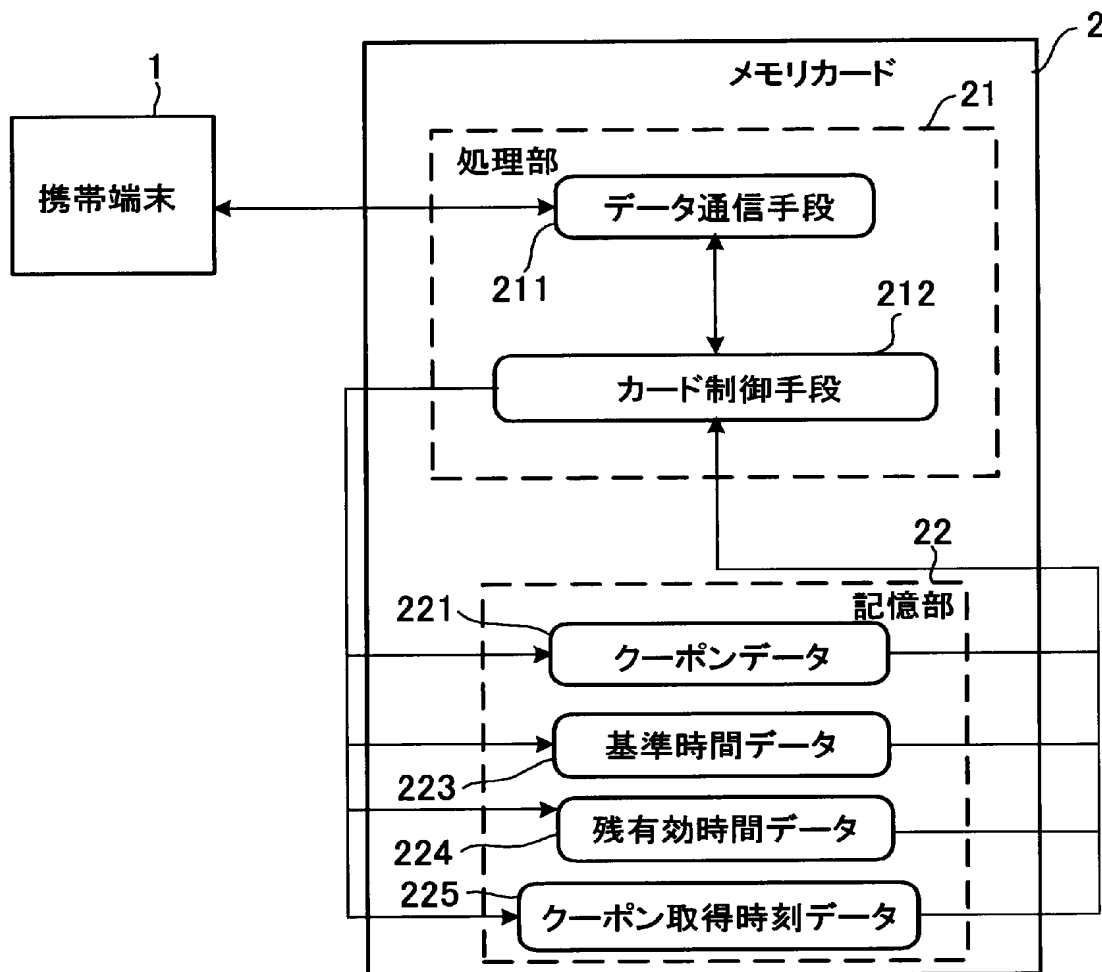 2
メモリカード
1
21
処理部
携帯端末
データ通信手段
211
212
カード制御手段
22
記憶部
221
クーポンデータ
基準時間データ
223
残有効時間データ
224
225
クーポン取得時刻データ